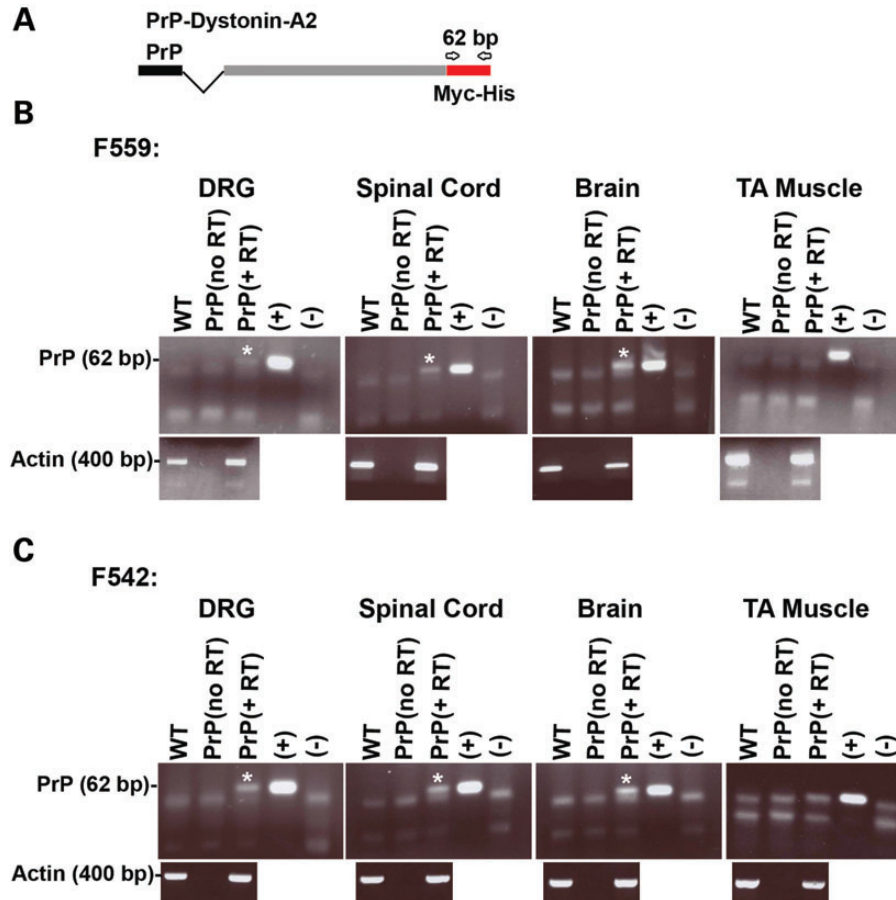 A
PrP-Dystonin-A2
PrP
62 bp
Myc-His
B
F559:
DRG Spinal Cord Brain TA Muscle
WT PrP(no RT) PrP(+ RT) (+) (-) WT PrP(no RT) PrP(+ RT) (+) (-) WT PrP(no RT) PrP(+ RT) (+) (-) WT PrP(no RT) PrP(+ RT) (+) (-)
* * *
PrP (62 bp)-
Actin (400 bp)-
C
F542:
DRG Spinal Cord Brain TA Muscle
WT PrP(no RT) PrP(+ RT) (+) (-) WT PrP(no RT) PrP(+ RT) (+) (-) WT PrP(no RT) PrP(+ RT) (+) (-) WT PrP(no RT) PrP(+ RT) (+) (-)
* * *
PrP (62 bp)-
Actin (400 bp)-